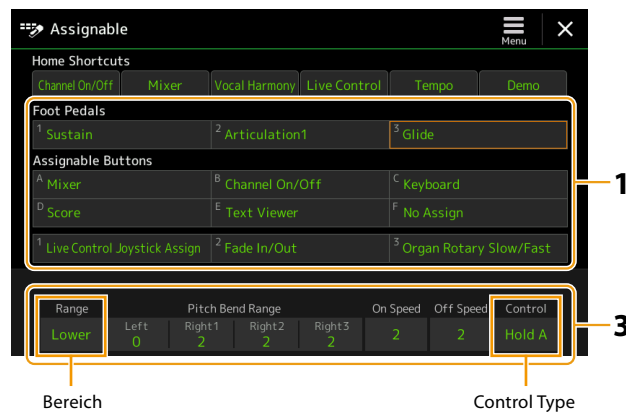 Assignable
Menu
Home Shortcuts
Channel On/Off Mixer Vocal Harmony Live Control Tempo Demo
Foot Pedals
1 Sustain 2 Articulation1 3 Glide
Assignable Buttons
A Mixer B Channel On/Off C Keyboard
1
D Score E Text Viewer F No Assign
1 Live Control Joystick Assign 2 Fade In/Out 3 Organ Rotary Slow/Fast
Range Pitch Bend Range On Speed Off Speed Control
Left Right1 Right2 Right3
Lower 0 2 2 2 2 2 Hold A
3
Bereich Control Type